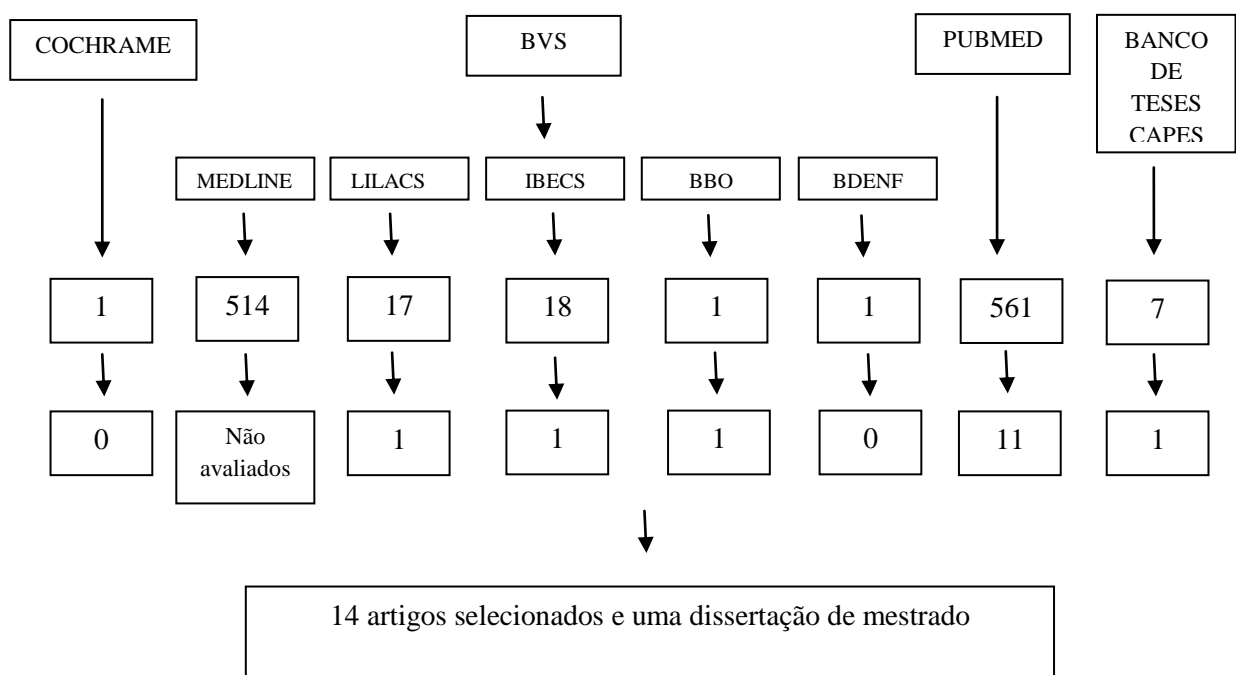 COCHRAME
BVS
PUBMED
BANCO
DE
TESES
CAPES
MEDLINE
LILACS
IBECS
BBO
BDENF
1
514
17
18
1
1
561
7
0
Não
avaliados
1
1
1
0
11
1
14 artigos selecionados e uma dissertação de mestrado